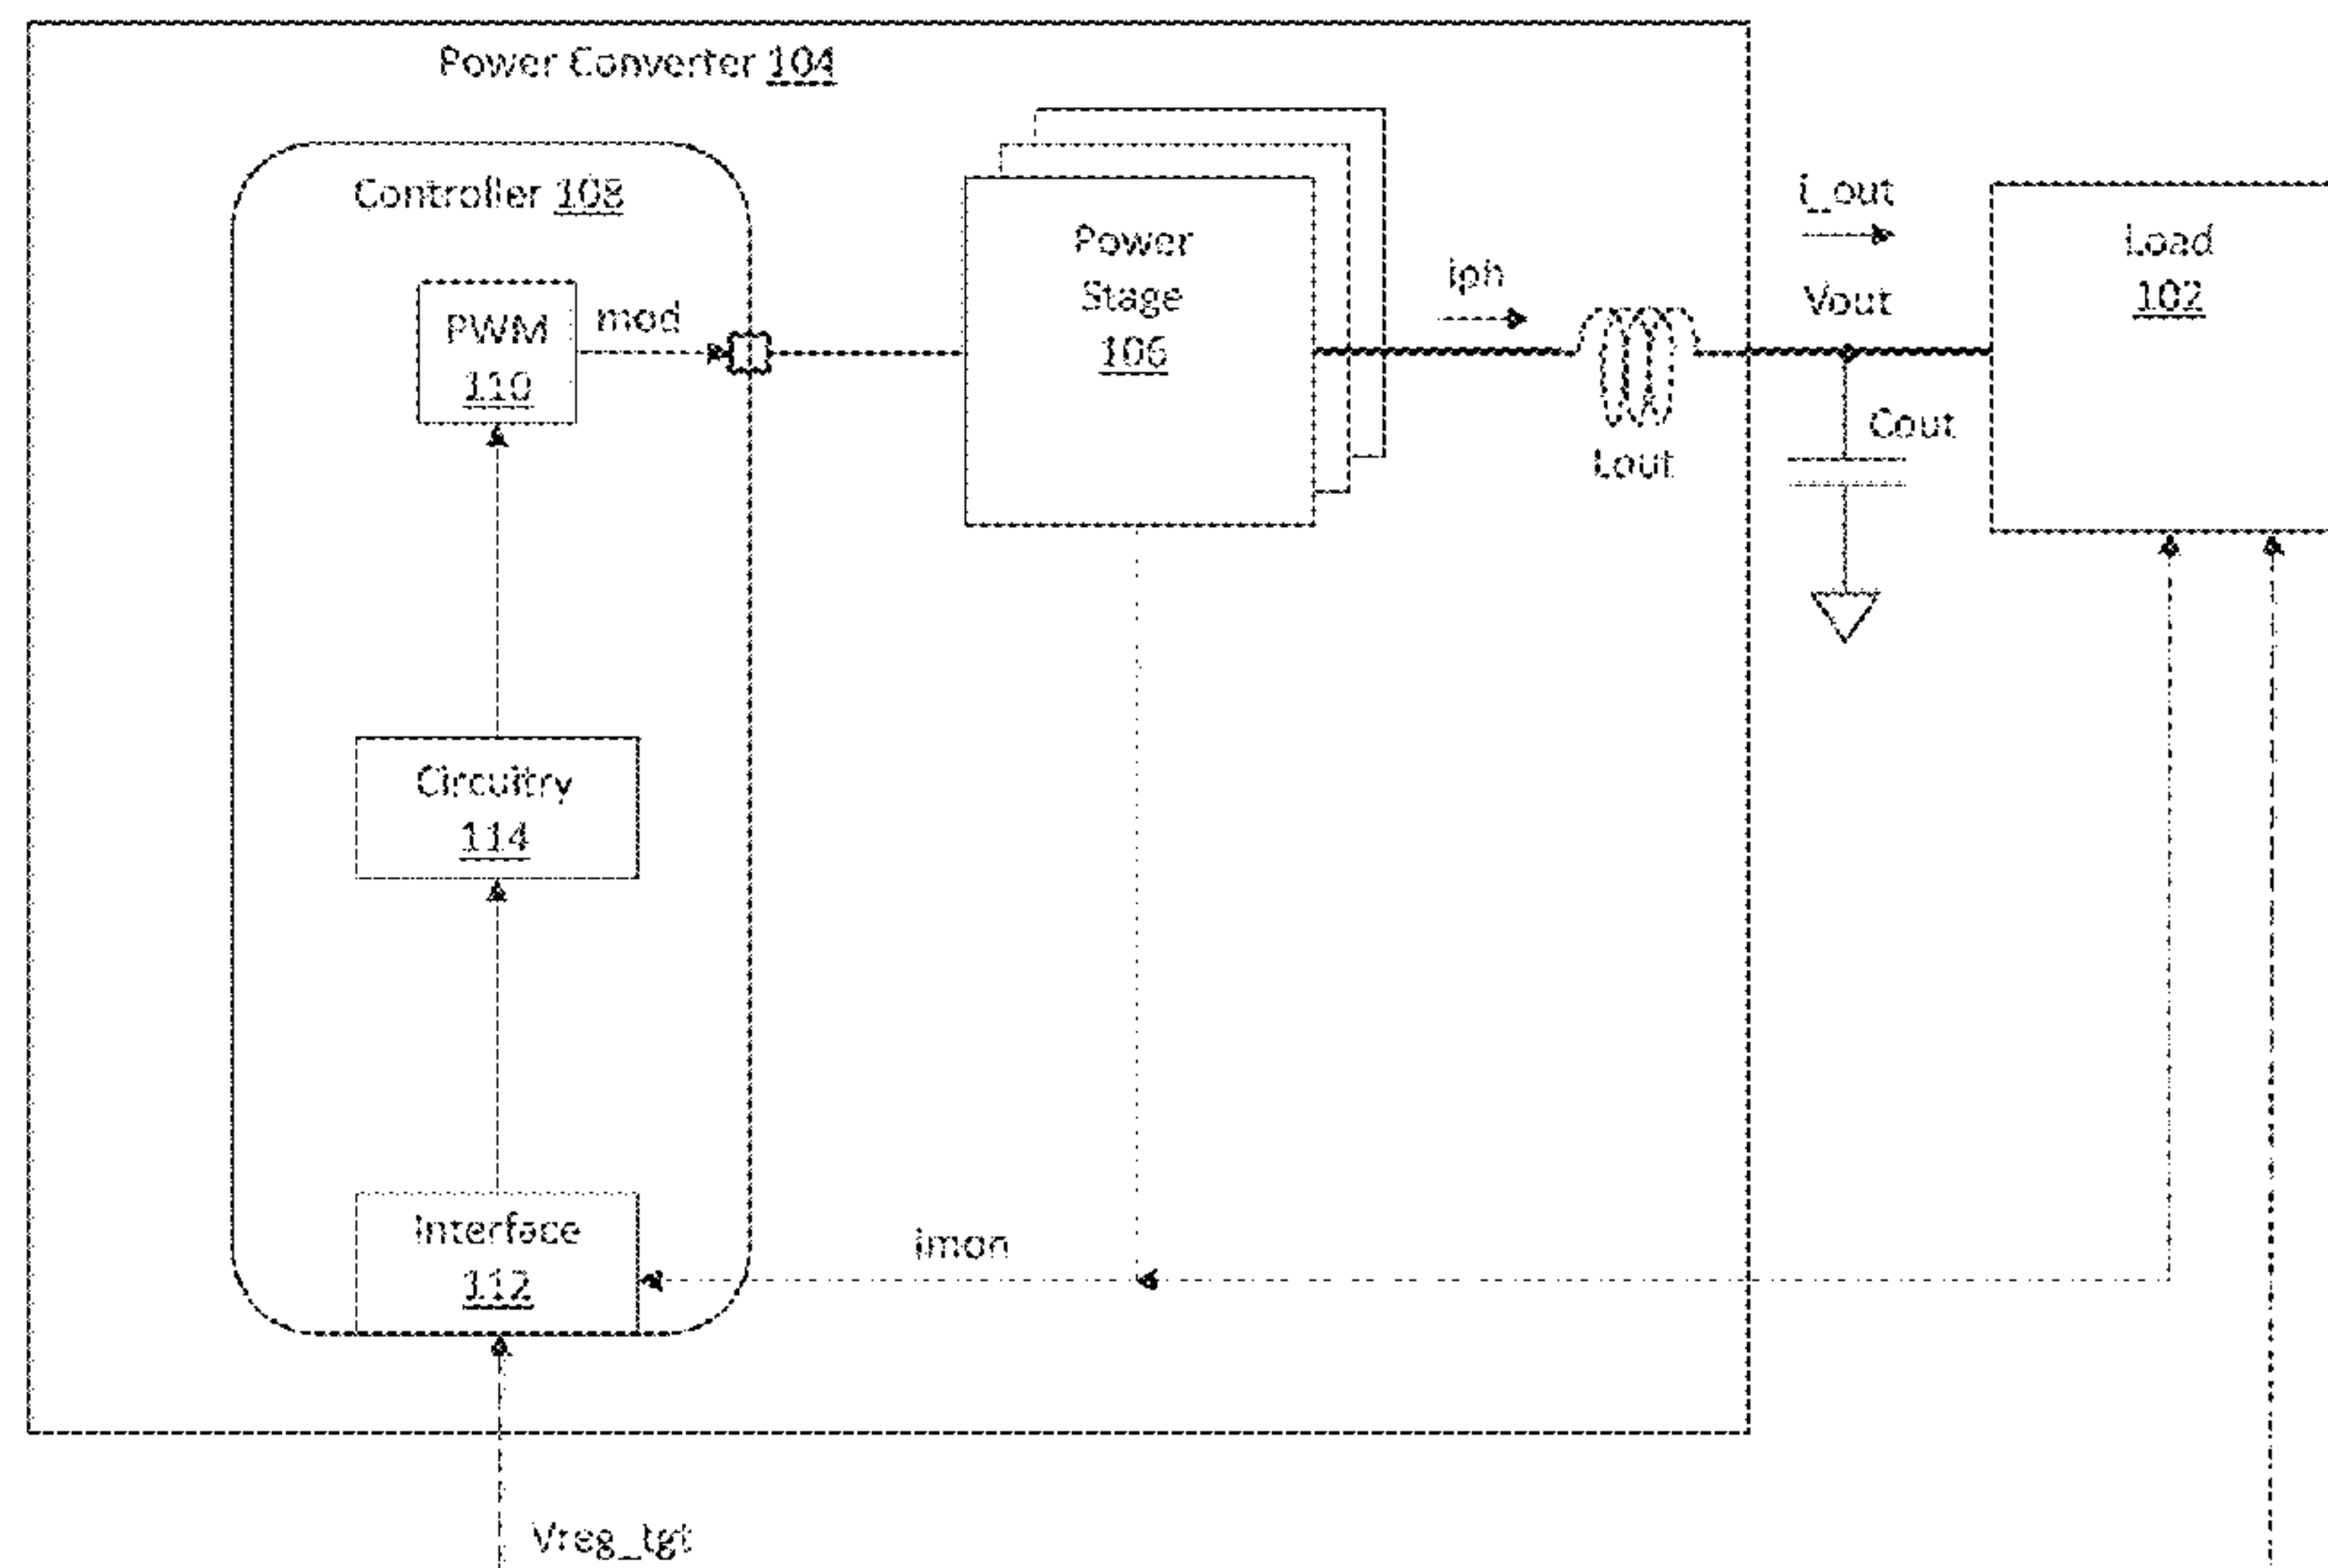 Power Converter 104
Controller 108
PWM
110
mod
Power
Stage
106
iph
Lout
i_out
Vout
Cout
Load
102
Circuitry
114
Interface
112
imon
Vreg_tgt